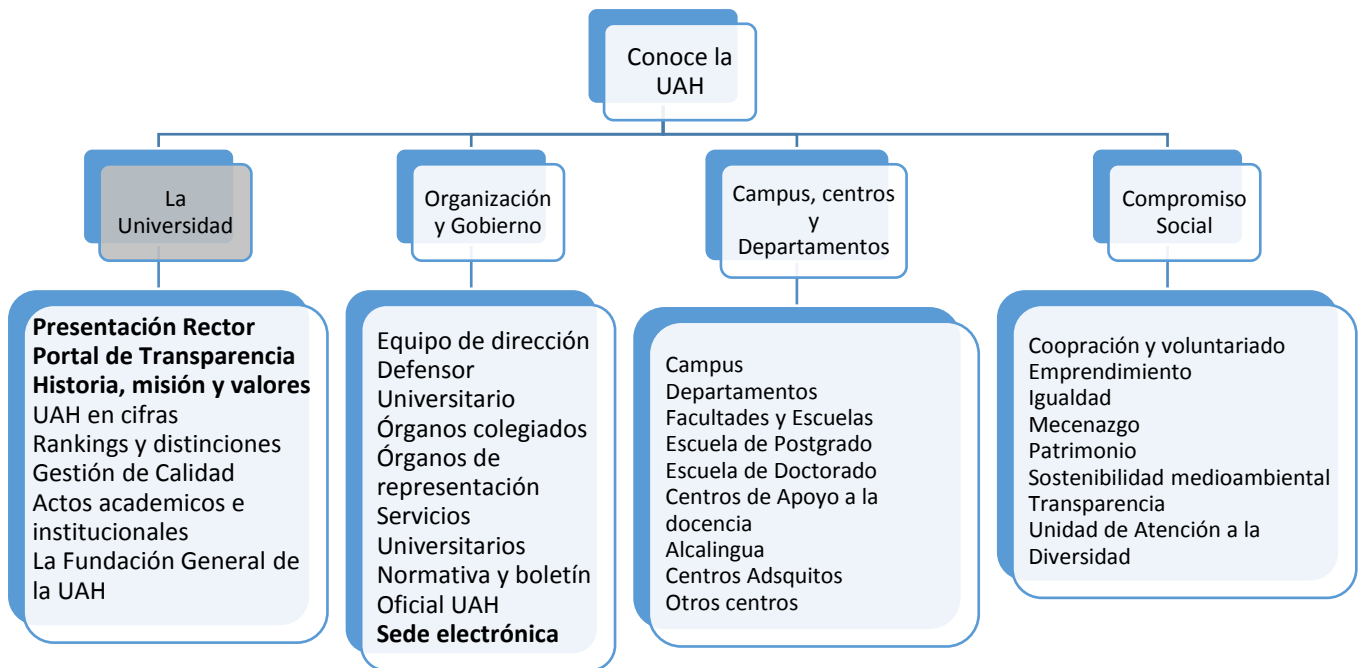 Conoce la
UAH
La
Universidad
Organización
y Gobierno
Campus, centros
y
Departamentos
Compromiso
Social
Presentación Rector
Portal de Transparencia
Historia, misión y valores
UAH en cifras
Rankings y distinciones
Gestión de Calidad
Actos academicos e
institucionales
La Fundación General de
la UAH
Equipo de dirección
Defensor
Universitario
Órganos colegiados
Órganos de
representación
Servicios
Universitarios
Normativa y boletín
Oficial UAH
Sede electrónica
Campus
Departamentos
Facultades y Escuelas
Escuela de Postgrado
Escuela de Doctorado
Centros de Apoyo a la
docencia
Alcalingua
Centros Adsquitos
Otros centros
Coopración y voluntariado
Emprendimiento
Igualdad
Mecenazgo
Patrimonio
Sostenibilidad medioambiental
Transparencia
Unidad de Atención a la
Diversidad